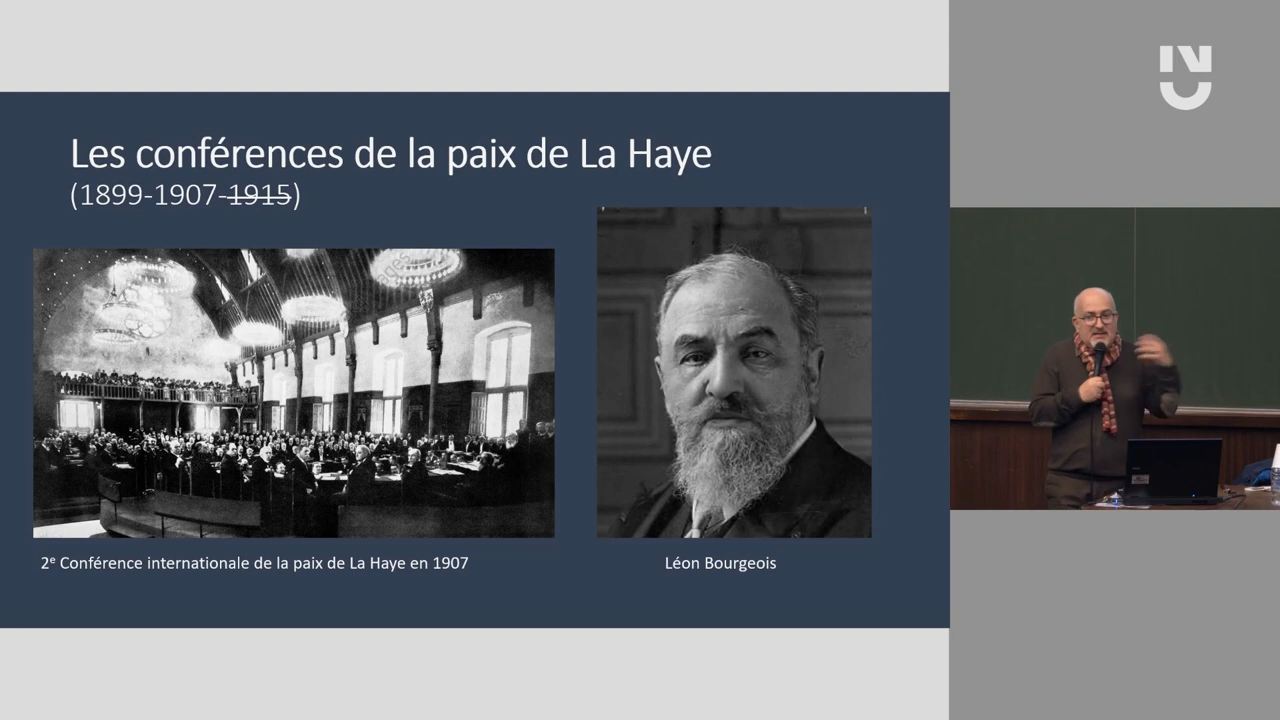 Les conférences de la paix de La Haye
(1899-1907-1915)
2e Conférence internationale de la paix de La Haye en 1907
Léon Bourgeois